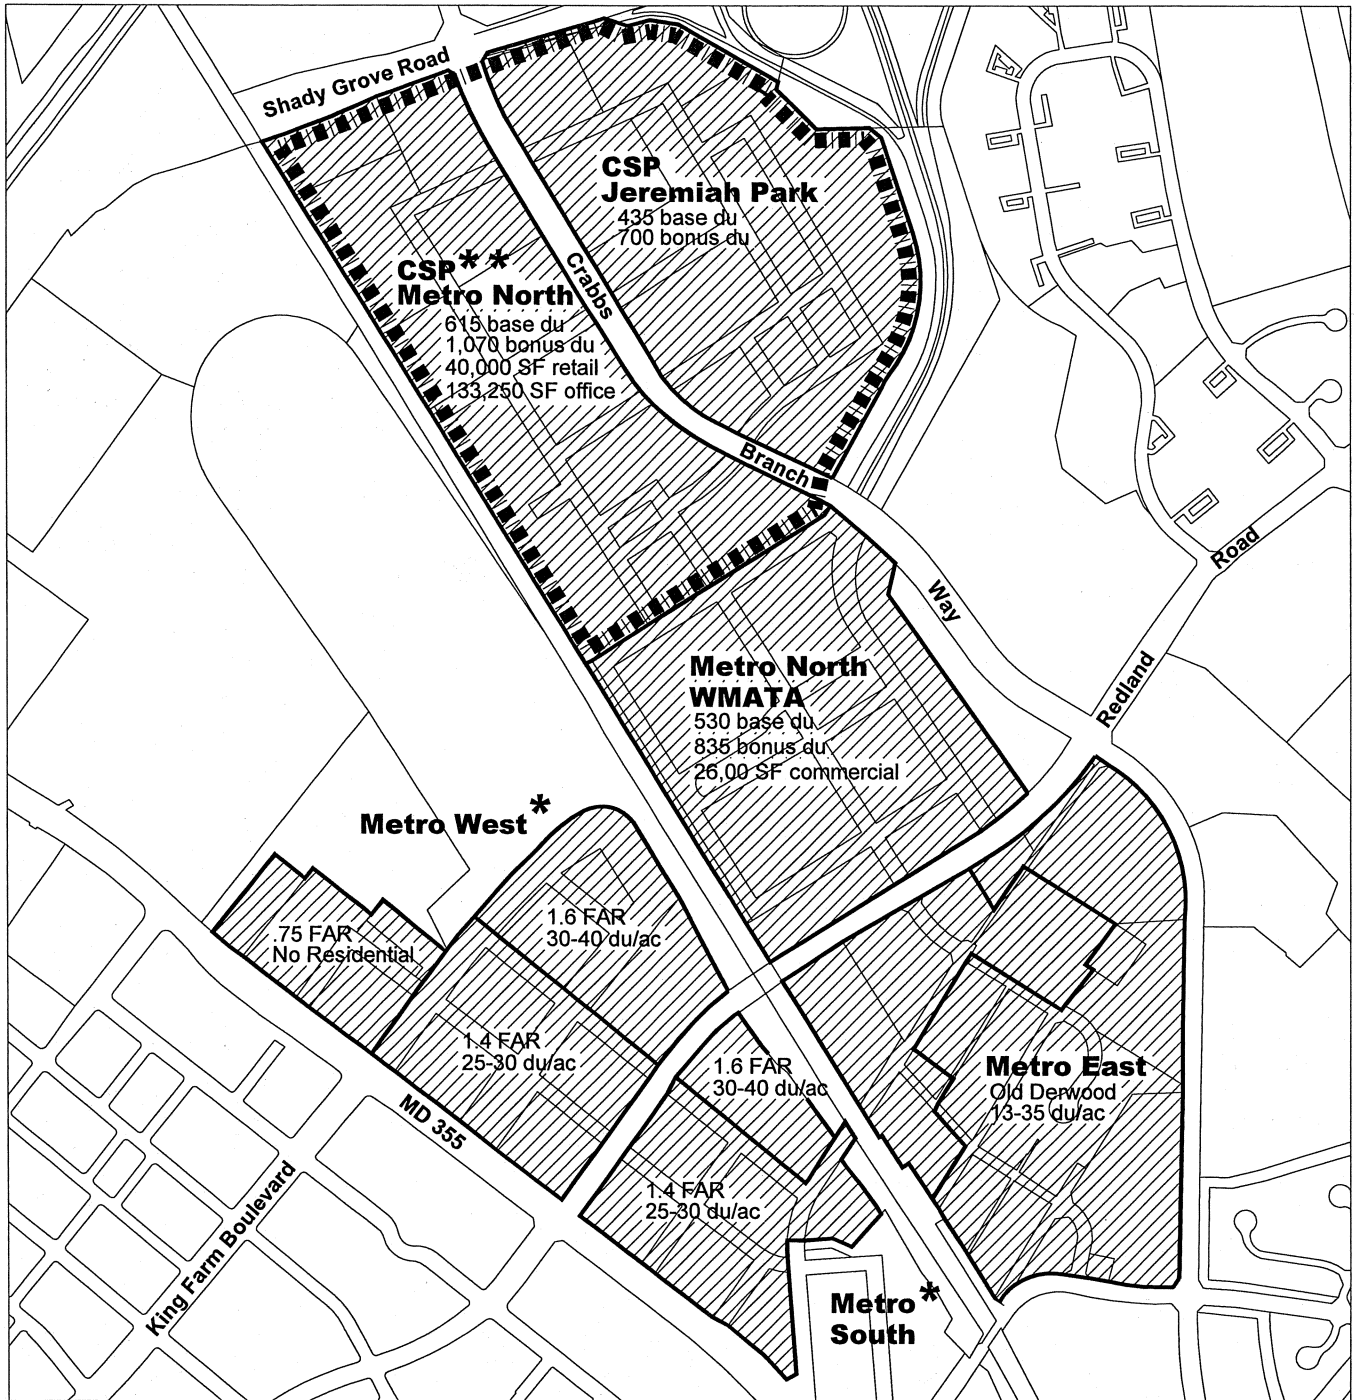 Shady Grove Road
CSP
Jeremiah Park
435 base du
700 bonus du
CSP**
Metro North
615 base du
1,070 bonus du
40,000 SF retail
133,250 SF office
Crabbs
Branch
Way
Road
Redland
Metro North
WMATA
530 base du
835 bonus du
26,00 SF commercial
Metro West*
.75 FAR
No Residential
1.6 FAR
30-40 du/ac
1.4 FAR
25-30 du/ac
1.6 FAR
30-40 du/ac
Metro East
Old Derwood
13-35 du/ac
MD 355
King Farm Boulevard
1.4 FAR
25-30 du/ac
Metro*
South